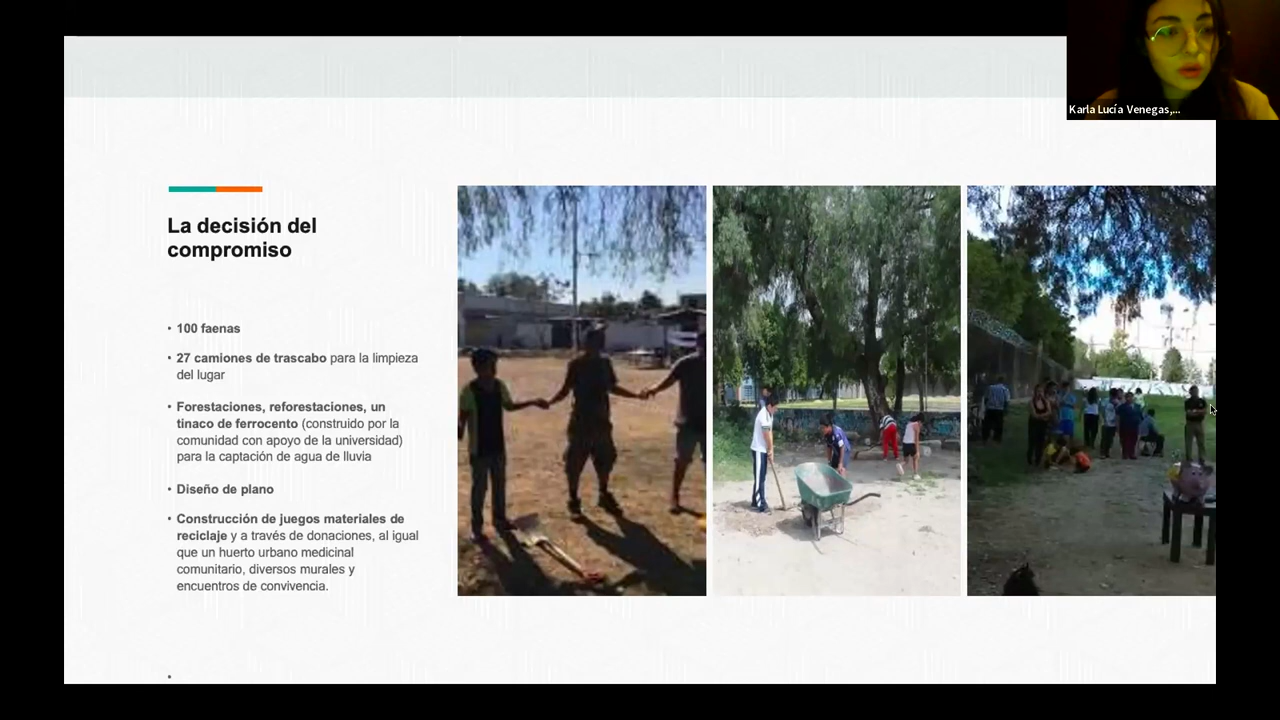 Karla Lucía Venegas,...
La decisión del
compromiso
• 100 faenas
• 27 camiones de trascabo para la limpieza
del lugar
• Forestaciones, reforestaciones, un
tinaco de ferrocento (construido por la
comunidad con apoyo de la universidad)
para la captación de agua de lluvia
• Diseño de plano
• Construcción de juegos materiales de
reciclaje y a través de donaciones, al igual
que un huerto urbano medicinal
comunitario, diversos murales y
encuentros de convivencia.
•